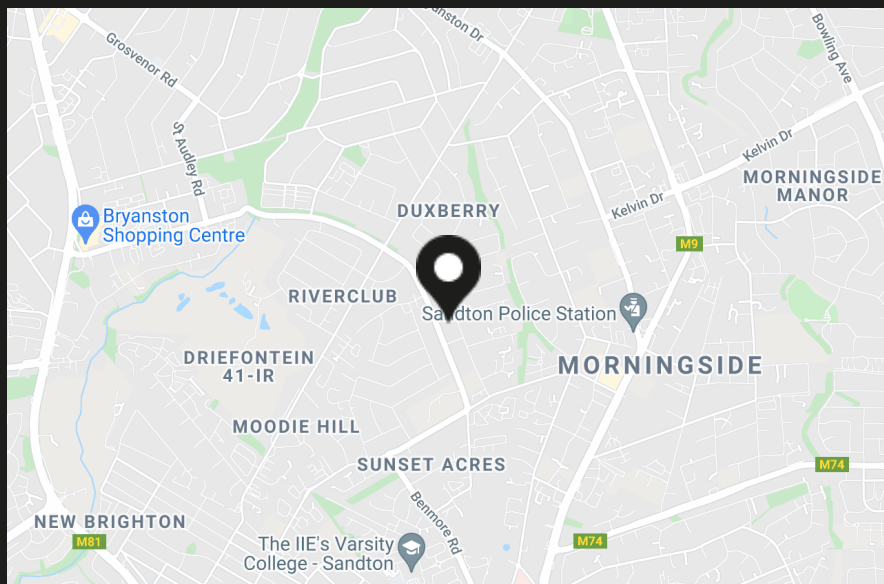 anston Dr
Grosvenor Rd
Bowling Ave
St Audley Rd
Kelvin Dr
MORNINGSIDE
MANOR
Kelvin Dr
DUXBERRY
Bryanston
Shopping Centre
M9
RIVERCLUB
Sandton Police Station
DRIEFONTEIN
41-IR
MORNINGSIDE
MOODIE HILL
SUNSET ACRES
M74
Benmore Rd
NEW BRIGHTON
M81
M74
The IIE's Varsity
College - Sandton